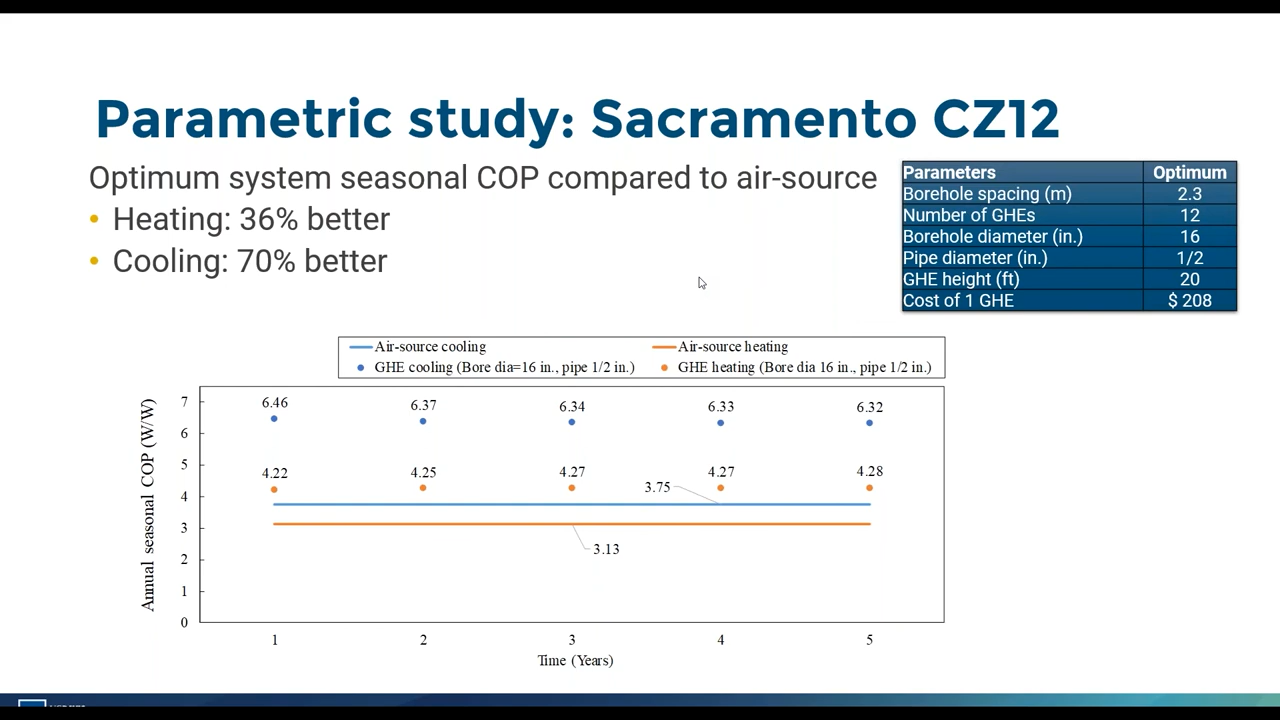 Parametric study: Sacramento CZ12
Optimum system seasonal COP compared to air-source
• Heating: 36% better
• Cooling: 70% better
Parameters Optimum
Borehole spacing (m) 2.3
Number of GHEs 12
Borehole diameter (in.) 16
Pipe diameter (in.) 1/2
GHE height (ft) 20
Cost of 1 GHE $ 208
Air-source cooling Air-source heating
GHE cooling (Bore dia=16 in., pipe 1/2 in.) GHE heating (Bore dia 16 in., pipe 1/2 in.)
Annual seasonal COP (W/W)
7
6
5
4
3
2
1
0
6.46 6.37 6.34 6.33 6.32
4.22 4.25 4.27 4.27 4.28
3.75
3.13
1 2 3 4 5
Time (Years)